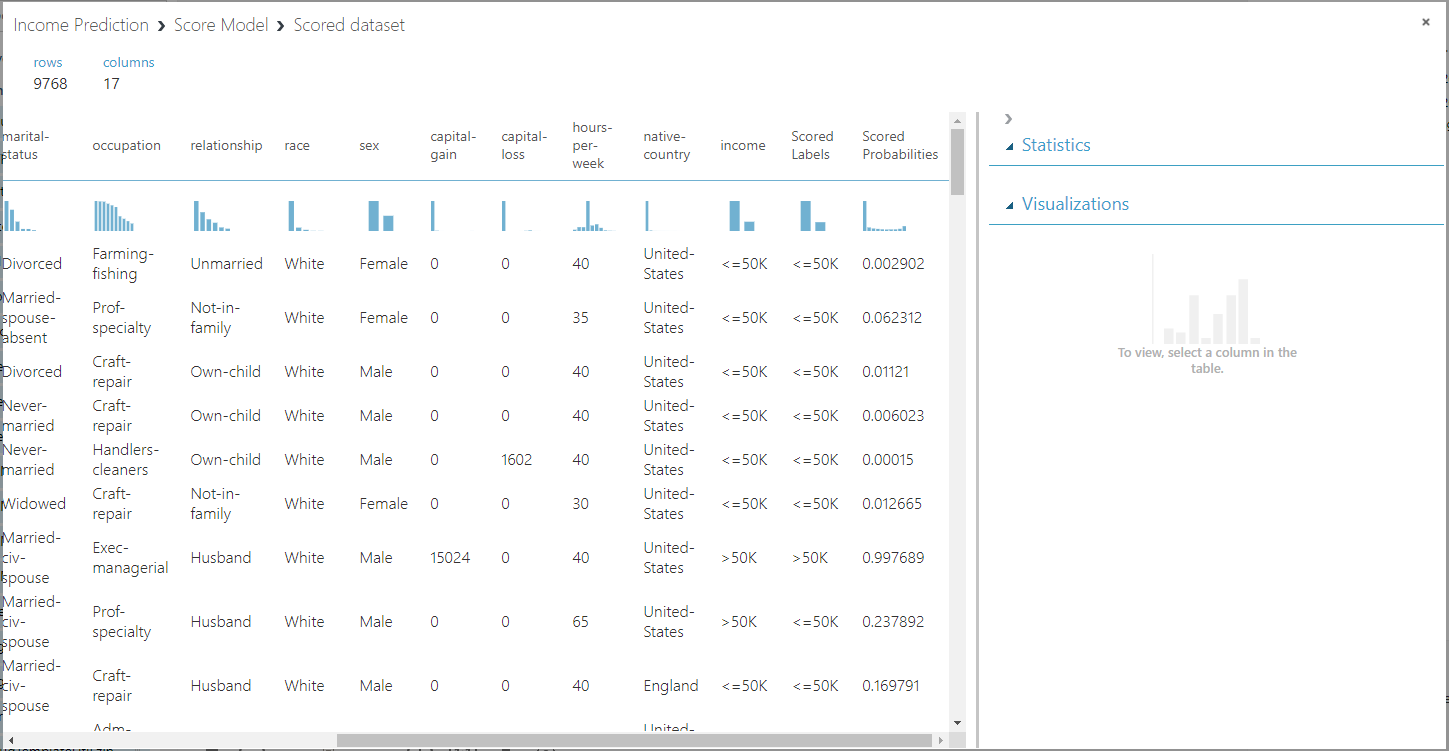 Income Prediction > Score Model > Scored dataset
rows columns
9768 17
marital-status occupation relationship race sex capital-gain capital-loss hours-per-week native-country income Scored Labels Scored Probabilities
Divorced Farming-fishing Unmarried White Female 0 0 40 United-States <=50K <=50K 0.002902
Married-spouse-absent Prof-specialty Not-in-family White Female 0 0 35 United-States <=50K <=50K 0.062312
Divorced Craft-repair Own-child White Male 0 0 40 United-States <=50K <=50K 0.01121
Never-married Craft-repair Own-child White Male 0 0 40 United-States <=50K <=50K 0.006023
Never-married Handlers-cleaners Own-child White Male 0 1602 40 United-States <=50K <=50K 0.00015
Widowed Craft-repair Not-in-family White Female 0 0 30 United-States <=50K <=50K 0.012665
Married-civ-spouse Exec-managerial Husband White Male 15024 0 40 United-States >50K >50K 0.997689
Married-civ-spouse Prof-specialty Husband White Male 0 0 65 United-States >50K <=50K 0.237892
Married-civ-spouse Craft-repair Husband White Male 0 0 40 England <=50K <=50K 0.169791
Adm- United-
Statistics
Visualizations
To view, select a column in the
table.